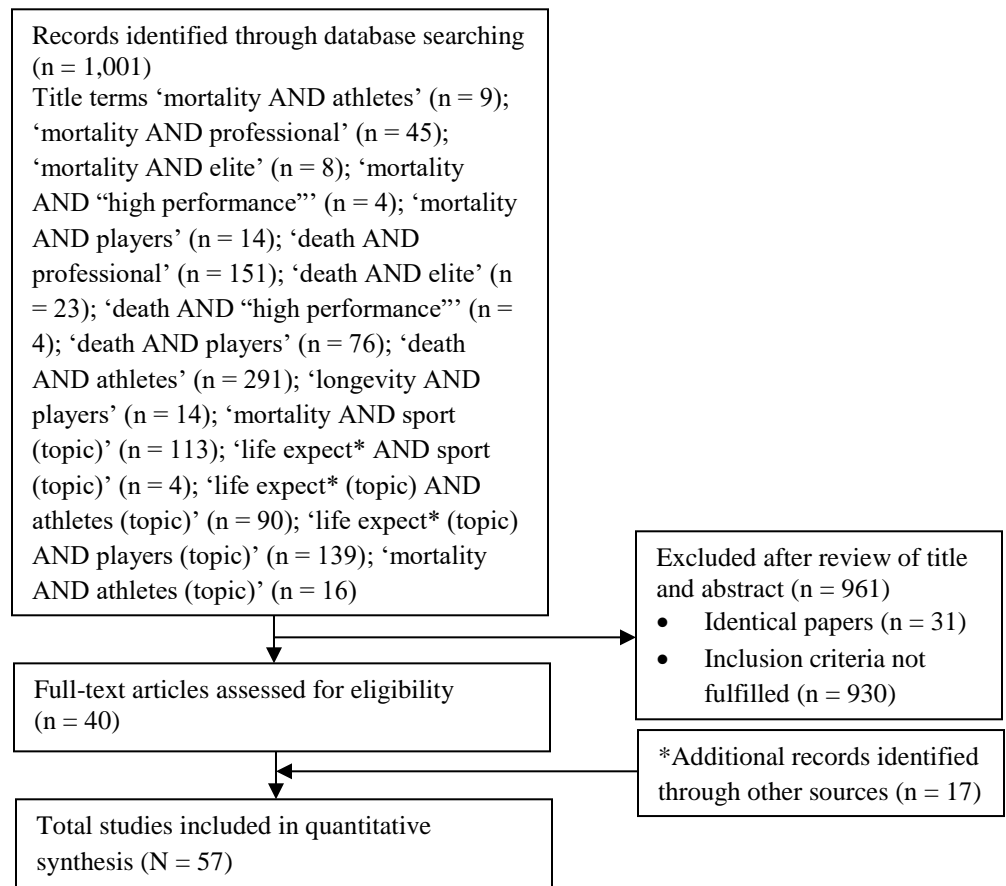 Records identified through database searching
(n = 1,001)
Title terms ‘mortality AND athletes’ (n = 9);
‘mortality AND professional’ (n = 45);
‘mortality AND elite’ (n = 8); ‘mortality
AND “high performance”’ (n = 4); ‘mortality
AND players’ (n = 14); ‘death AND
professional’ (n = 151); ‘death AND elite’ (n
= 23); ‘death AND “high performance”’ (n =
4); ‘death AND players’ (n = 76); ‘death
AND athletes’ (n = 291); ‘longevity AND
players’ (n = 14); ‘mortality AND sport
(topic)’ (n = 113); ‘life expect* AND sport
(topic)’ (n = 4); ‘life expect* (topic) AND
athletes (topic)’ (n = 90); ‘life expect* (topic)
AND players (topic)’ (n = 139); ‘mortality
AND athletes (topic)’ (n = 16)
Excluded after review of title
and abstract (n = 961)
• Identical papers (n = 31)
• Inclusion criteria not
fulfilled (n = 930)
Full-text articles assessed for eligibility
(n = 40)
*Additional records identified
through other sources (n = 17)
Total studies included in quantitative
synthesis (N = 57)